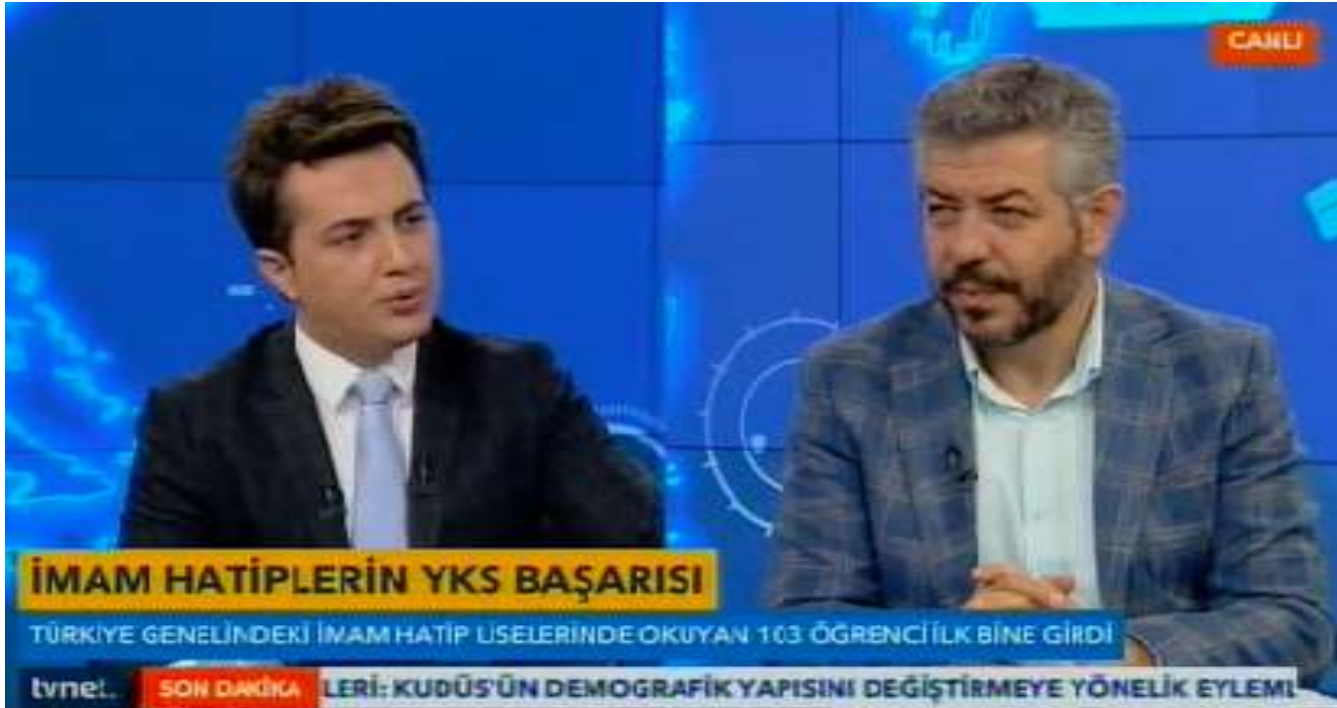 CANLI
İMAM HATİPLERİN YKS BAŞARISI
TÜRKİYE GENELİNDEKİ İMAM HATİP LİSELERİNDE OKUYAN 103 ÖĞRENCİ İLK BİNE GİRDİ
tvnet SON DAKİKA LERİ: KUDÜS'ÜN DEMOGRAFİK YAPISINI DEĞİŞTİRMEYE YÖNELİK EYLEML